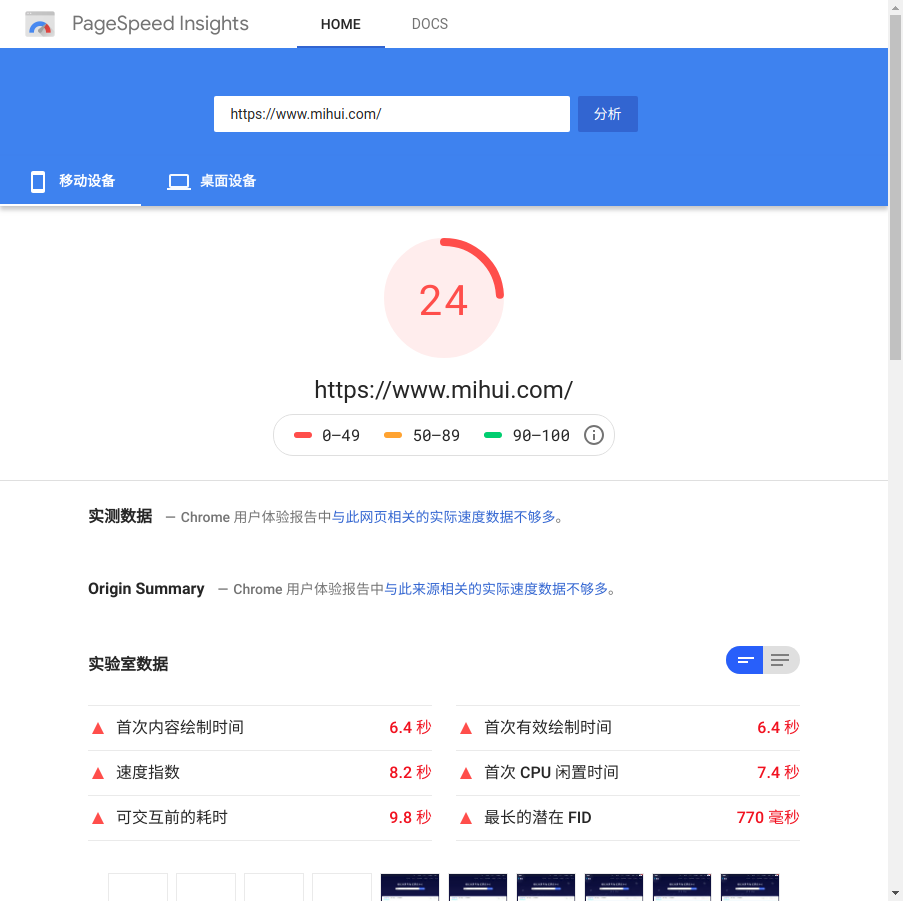 PageSpeed Insights
HOME
DOCS
https://www.mihui.com/
分析
移动设备
桌面设备
24
https://www.mihui.com/
0–49
50–89
90–100
实测数据 — Chrome 用户体验报告中与此网页相关的实际速度数据不够多。
Origin Summary — Chrome 用户体验报告中与此来源相关的实际速度数据不够多。
实验室数据
首次内容绘制时间 6.4 秒
首次有效绘制时间 6.4 秒
速度指数 8.2 秒
首次 CPU 闲置时间 7.4 秒
可交互前的耗时 9.8 秒
最长的潜在 FID 770 毫秒